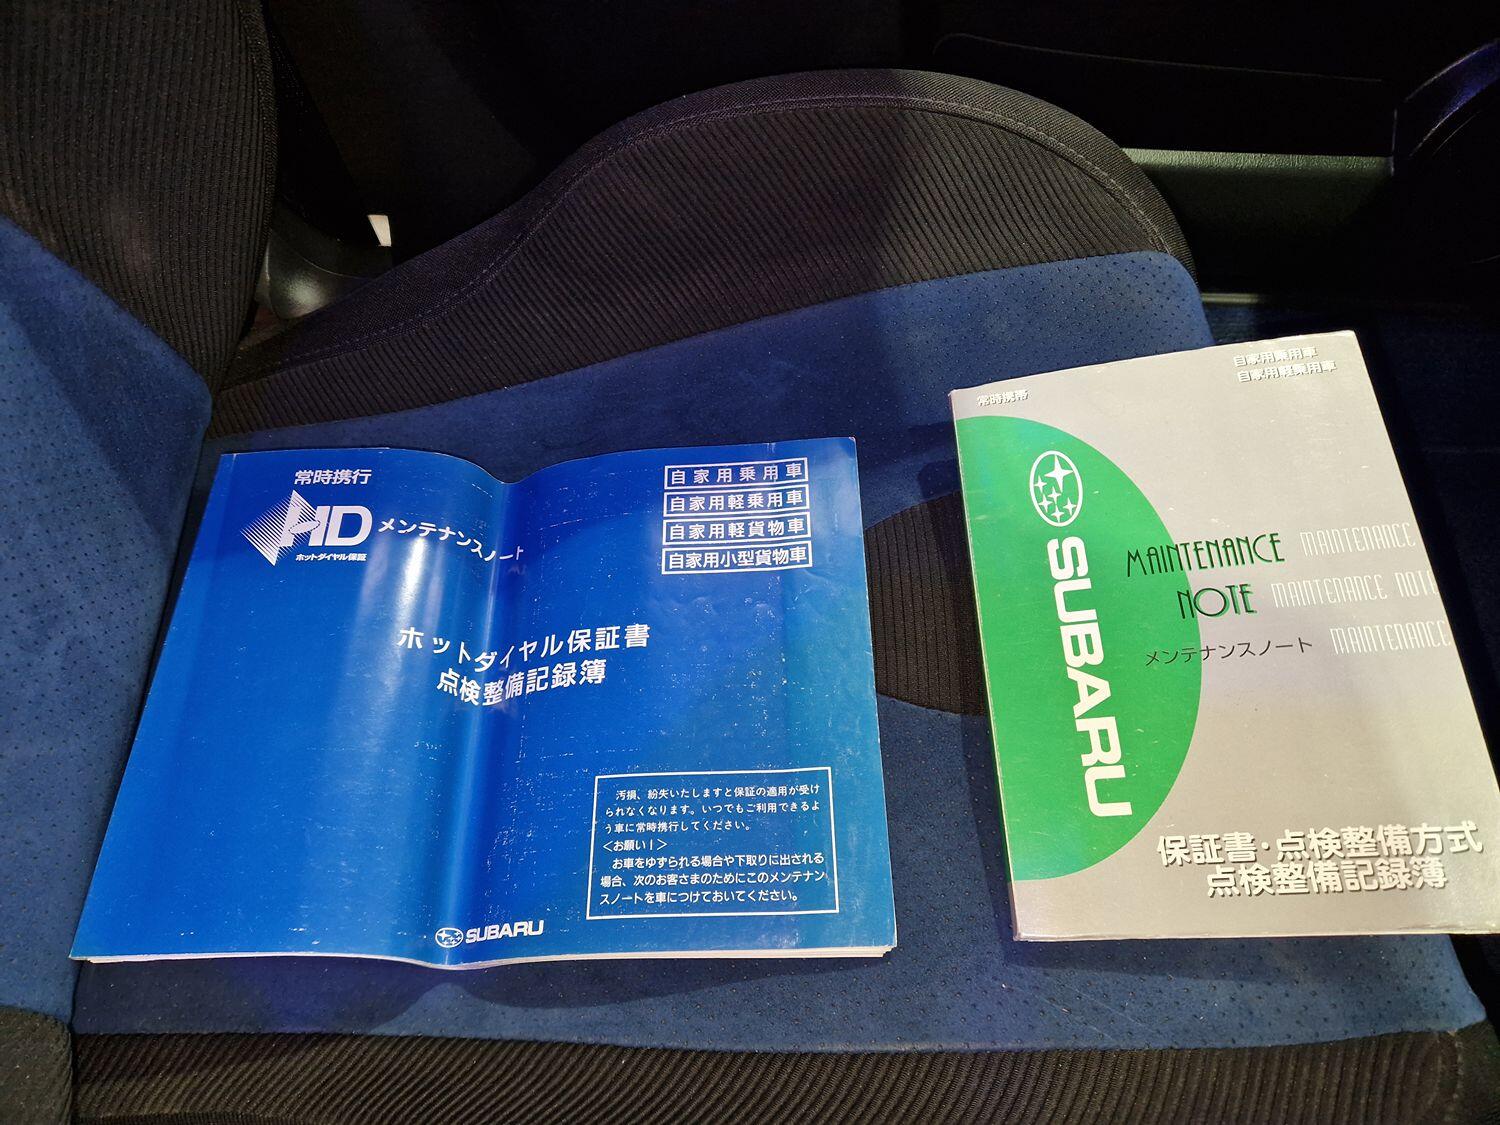 常時携行
HD メンテナンスノート
ホットダイヤル保証
自家用乗用車
自家用軽乗用車
自家用軽貨物車
自家用小型貨物車
ホットダイヤル保証書
点検整備記録簿
汚損、紛失いたしますと保証の適用が受け
られなくなります。いつでもご利用できるよ
う車に常時携行してください。
＜お願い！＞
お車をゆずられる場合や下取りに出される
場合、次のお客さまのためにこのメンテナン
スノートを車につけておいてください。
SUBARU
常時携帯
自家用乗用車
自家用軽乗用車
SUBARU
MAINTENANCE MAINTENANCE
NOTE MAINTENANCE NOTE
メンテナンスノート MAINTENANCE
保証書・点検整備方式
点検整備記録簿